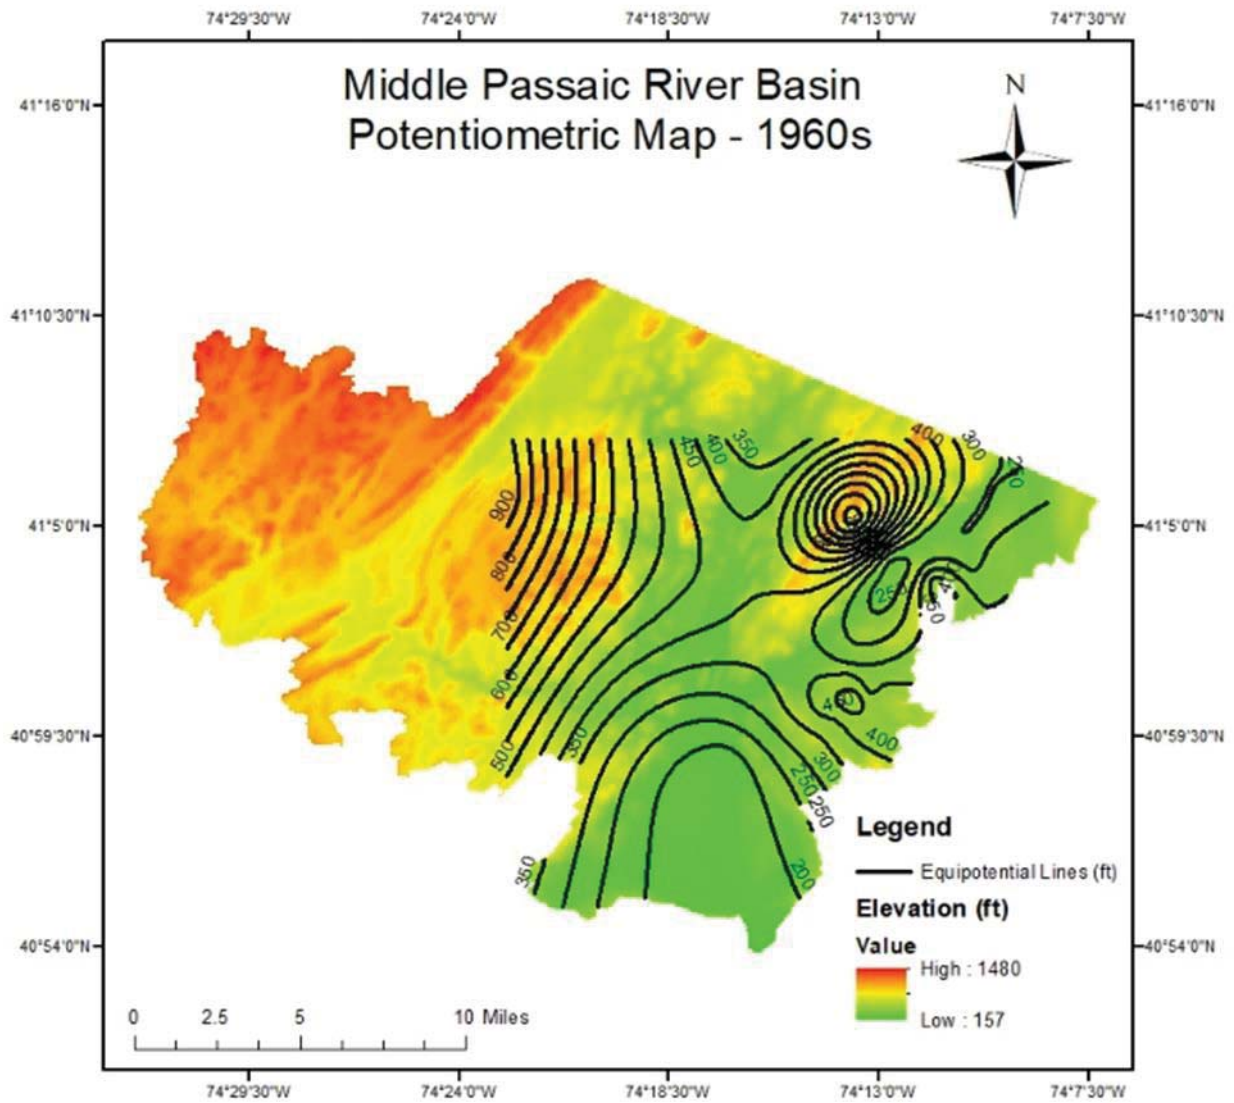 74°29'30"W 74°24'0"W 74°18'30"W 74°13'0"W 74°7'30"W
Middle Passaic River Basin
Potentiometric Map - 1960s
N
41°16'0"N 41°16'0"N
41°10'30"N 41°10'30"N
450 400 350 400 300
900
41°5'0"N 41°5'0"N
800
250
700
600
450
400
500 350 300
40°59'30"N 40°59'30"N
250
250
Legend
Equipotential Lines (ft)
350 200
Elevation (ft)
Value
High : 1480
Low : 157
40°54'0"N 40°54'0"N
0 2.5 5 10 Miles
74°29'30"W 74°24'0"W 74°18'30"W 74°13'0"W 74°7'30"W